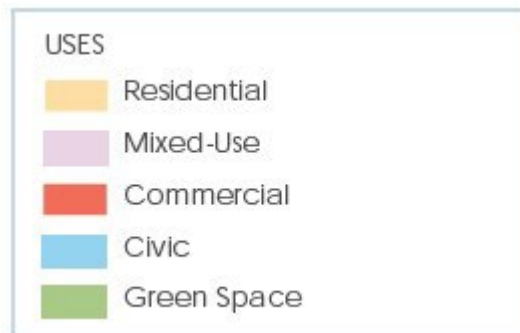 USES
Residential
Mixed-Use
Commercial
Civic
Green Space